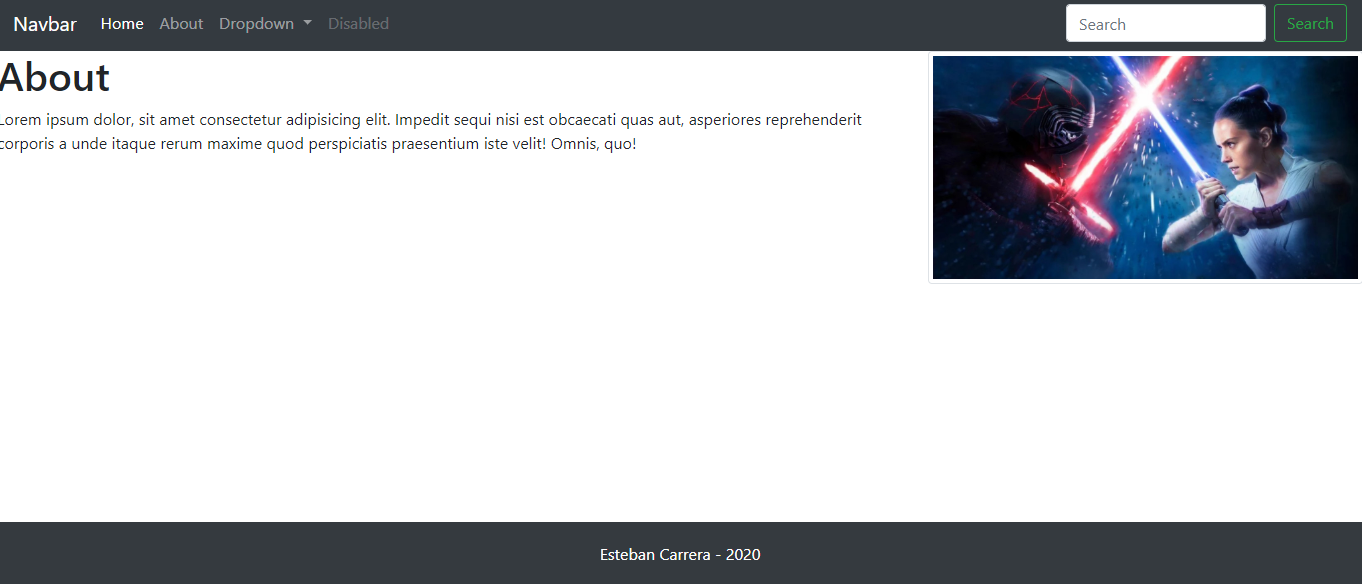 Navbar Home About Dropdown Disabled Search Search
About
Lorem ipsum dolor, sit amet consectetur adipisicing elit. Impedit sequi nisi est obcaecati quas aut, asperiores reprehenderit
corporis a unde itaque rerum maxime quod perspiciatis praesentium iste velit! Omnis, quo!
Esteban Carrera - 2020